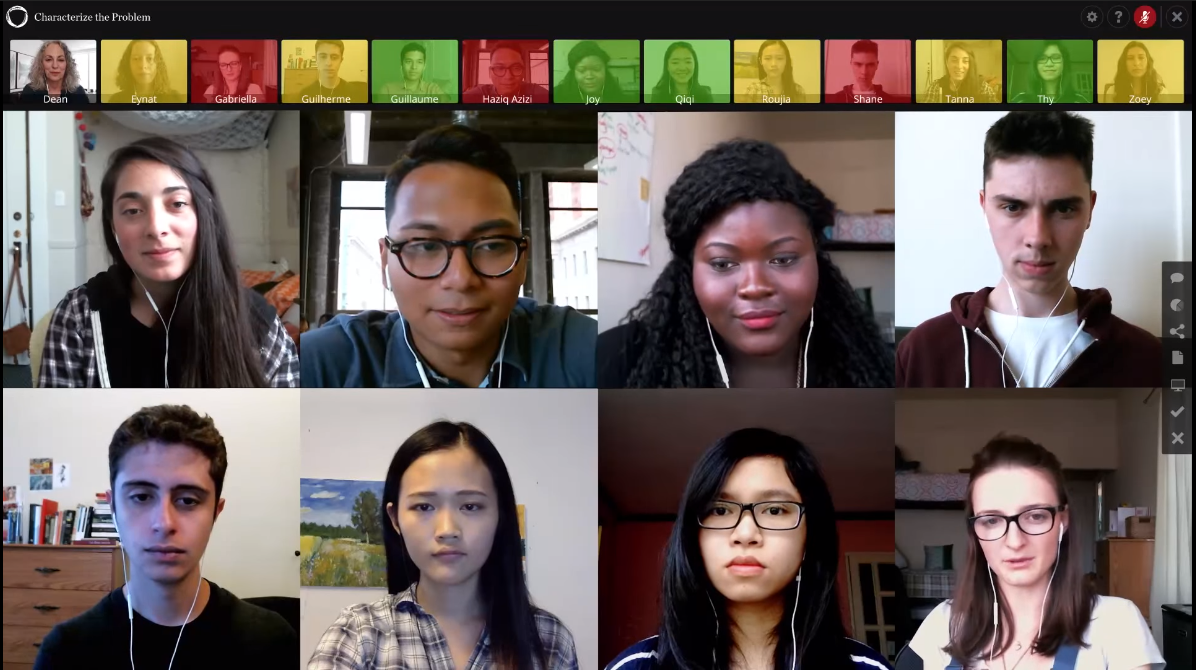 Characterize the Problem
?
Dean
Eynat
Gabriella
Guilherme
Guillaume
Haziq Azizi
Joy
Qiqi
Roujia
Shane
Tanna
Thy
Zoey